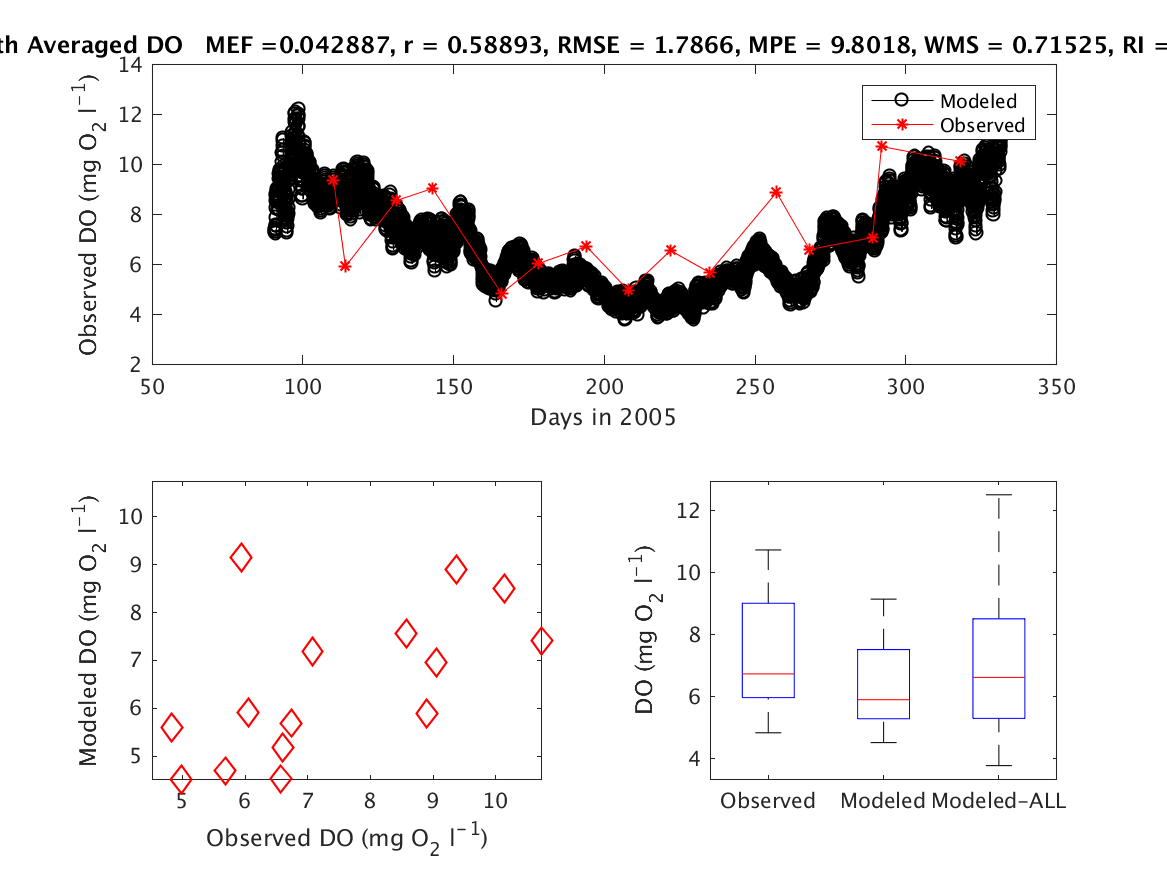 th Averaged DO   MEF =0.042887, r = 0.58893, RMSE = 1.7866, MPE = 9.8018, WMS = 0.71525, RI =
14
12
10
8
6
4
2
Observed DO (mg O2 l−1)
Modeled
Observed
50 100 150 200 250 300 350
Days in 2005
10
9
8
7
6
5
Modeled DO (mg O2 l−1)
5 6 7 8 9 10
Observed DO (mg O2 l−1)
12
10
8
6
4
DO (mg O2 l−1)
Observed Modeled Modeled-ALL